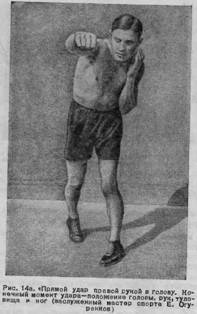 Рис. 14а. «Прямой удар правой рукой в голову. Ко-
нечный момент удара—положение головы, рук, туло-
вища и ног (заслуженный мастер спорта Е. Огу-
ренков)